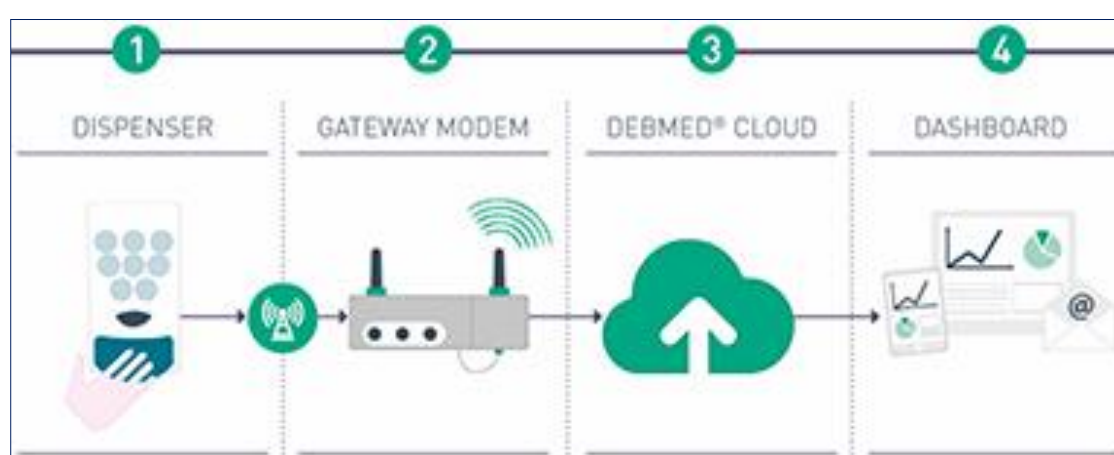 1
2
3
4
DISPENSER
GATEWAY MODEM
DEBMED® CLOUD
DASHBOARD
@